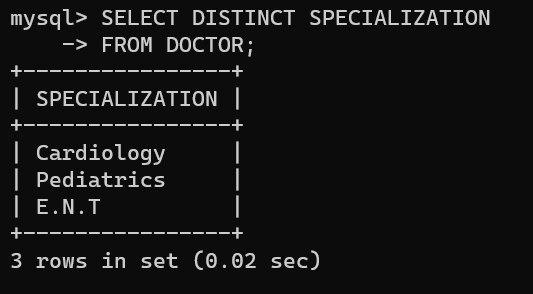 mysql> SELECT DISTINCT SPECIALIZATION
    -> FROM DOCTOR;
+----------------+
| SPECIALIZATION |
+----------------+
| Cardiology     |
| Pediatrics     |
| E.N.T          |
+----------------+
3 rows in set (0.02 sec)